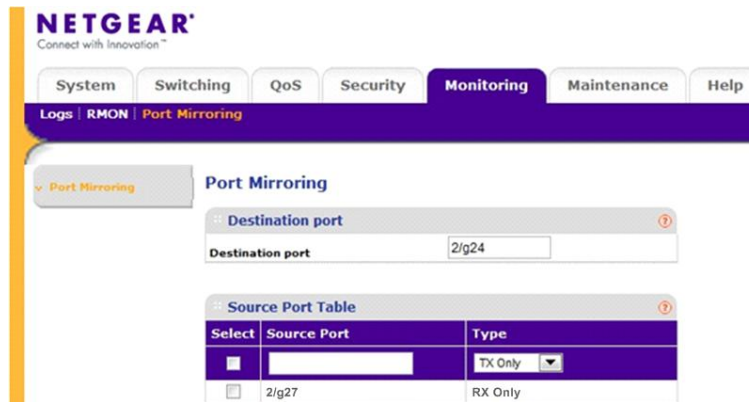 NETGEAR®
Connect with Innovation™
System Switching QoS Security Monitoring Maintenance Help
Logs | RMON | Port Mirroring
Port Mirroring
Port Mirroring
Destination port
Destination port 2/g24
Source Port Table
Select Source Port Type
TX Only
2/g27 RX Only